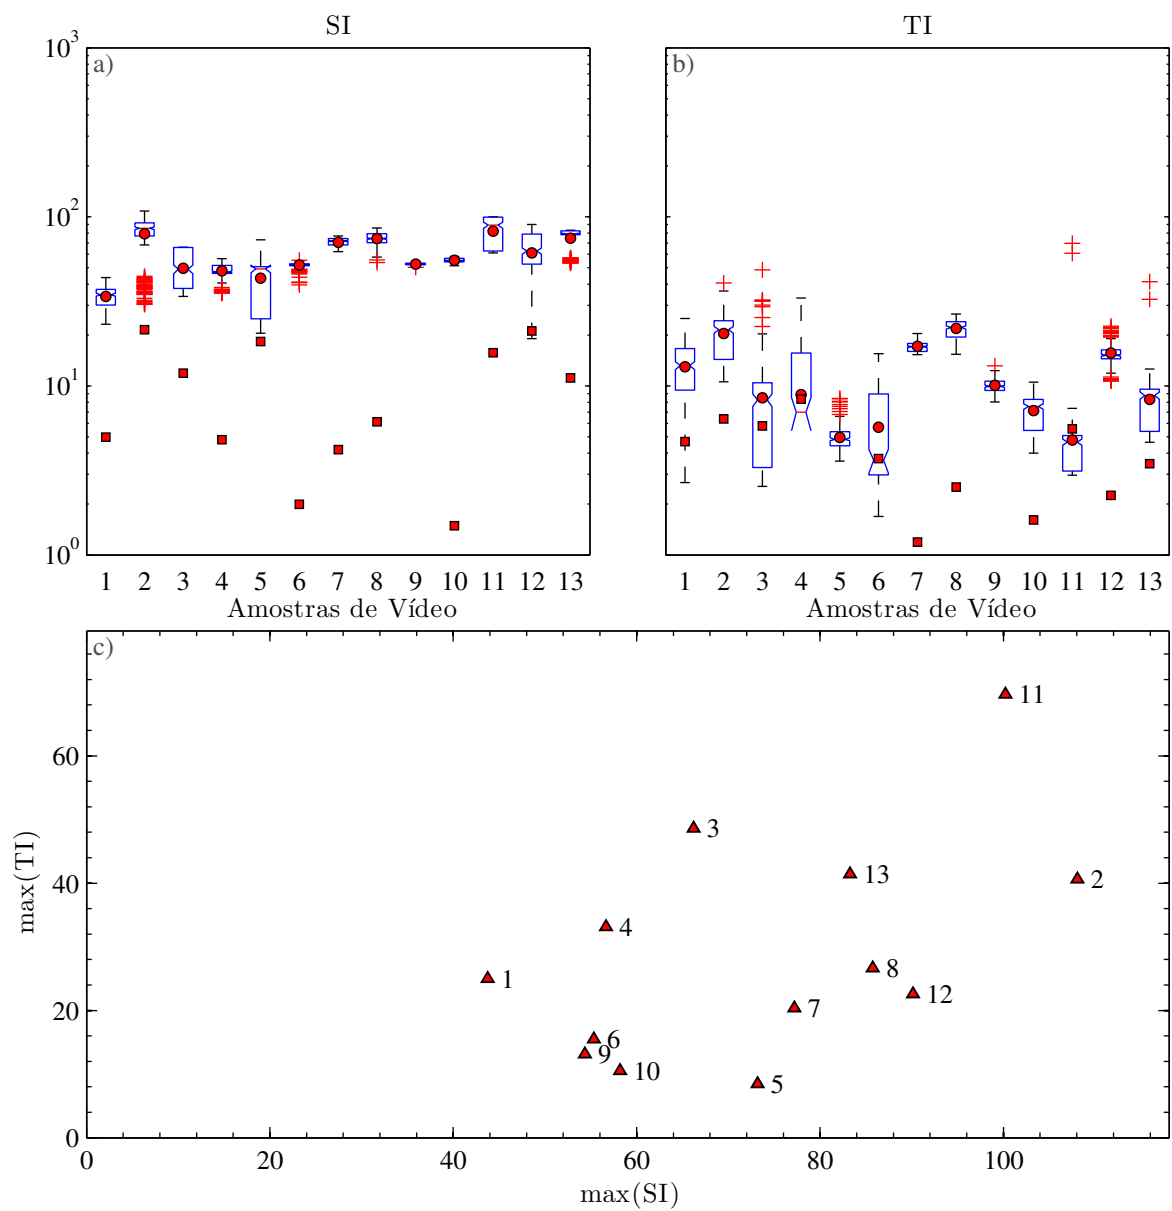 SI TI
10³
10²
10¹
10⁰
a) b)
1 2 3 4 5 6 7 8 9 10 11 12 13
1 2 3 4 5 6 7 8 9 10 11 12 13
Amostras de Vídeo Amostras de Vídeo
c)
11
60
3
13
2
40
4
8
1
12
20
7
6
9
10
5
0
0 20 40 60 80 100
max(TI)
max(SI)